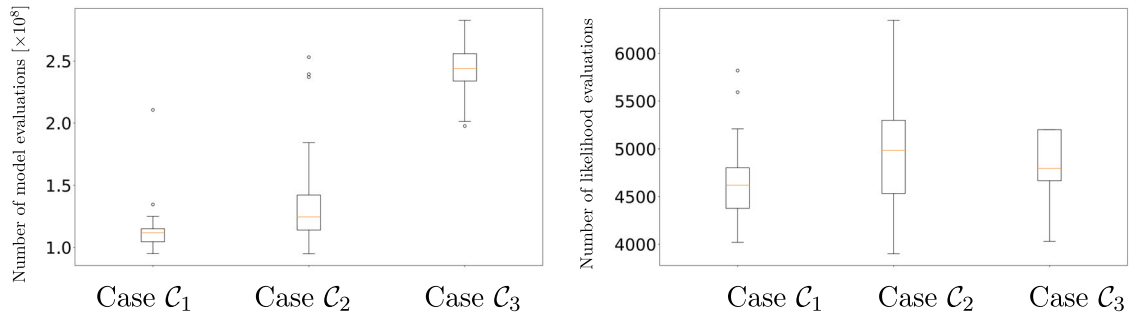 Number of model evaluations [×10⁸]
2.5
2.0
1.5
1.0
Case 𝒞₁ Case 𝒞₂ Case 𝒞₃
Number of likelihood evaluations
6000
5500
5000
4500
4000
Case 𝒞₁ Case 𝒞₂ Case 𝒞₃